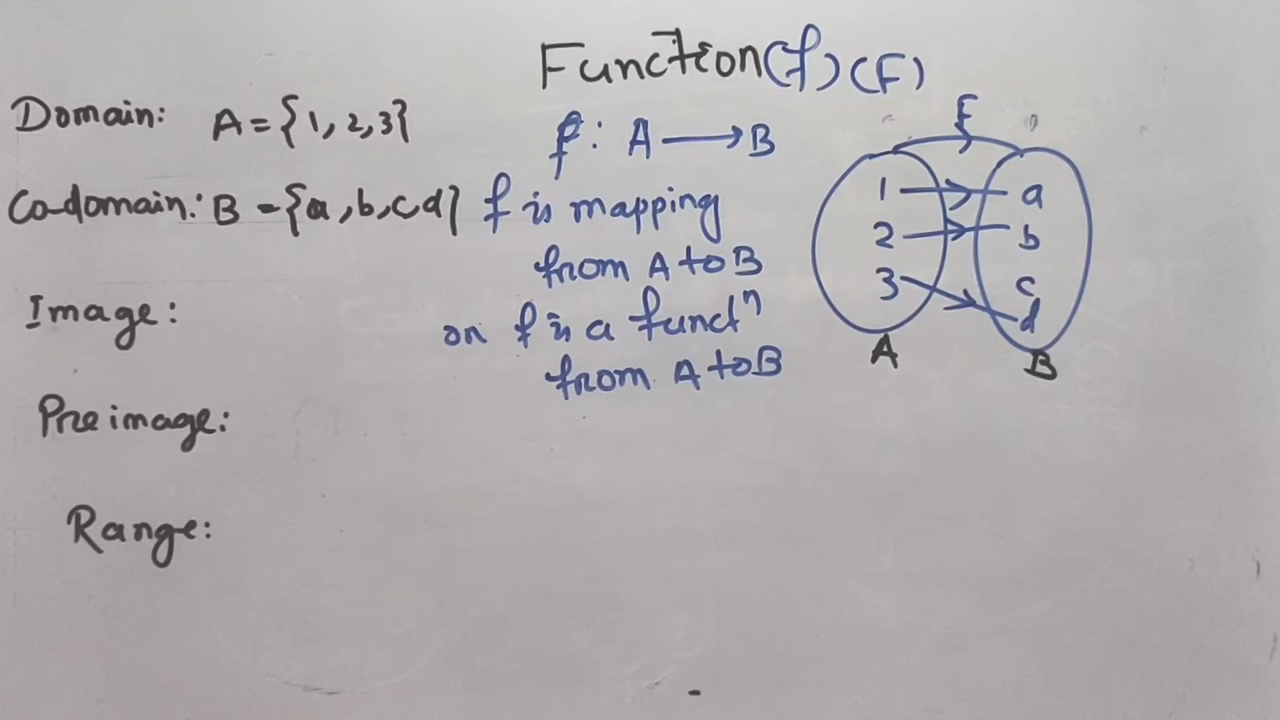 Function(f)(F)
Domain: A={1,2,3}
f: A⟶B
Co-domain: B={a,b,c,d}
f is mapping
from A to B
or f is a functⁿ
from A to B
Image:
Preimage:
Range:
f
1 a
2 b
3 c
d
A B